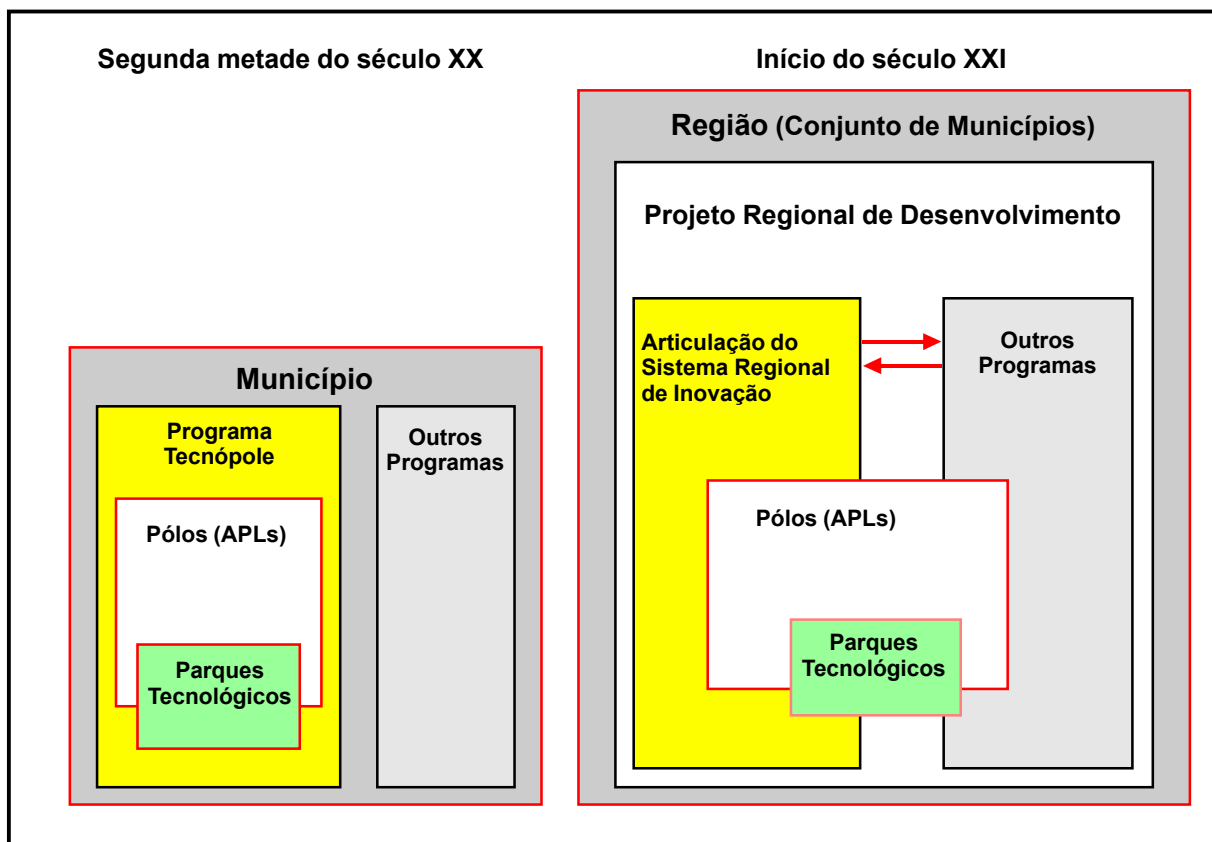 Segunda metade do século XX
Início do século XXI
Município
Programa
Tecnópole
Outros
Programas
Pólos (APLs)
Parques
Tecnológicos
Região (Conjunto de Municípios)
Projeto Regional de Desenvolvimento
Articulação do
Sistema Regional
de Inovação
Outros
Programas
Pólos (APLs)
Parques
Tecnológicos